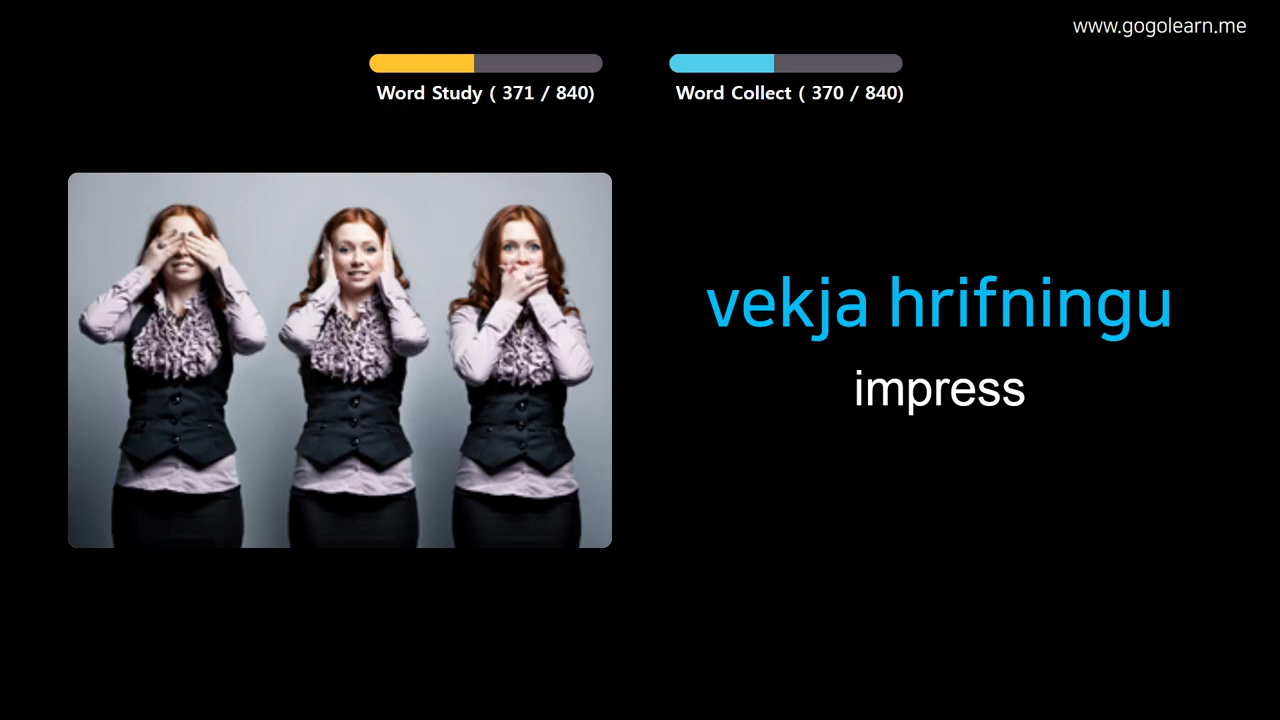 www.gogolearn.me
Word Study ( 371 / 840)
Word Collect ( 370 / 840)
vekja hrifningu
impress